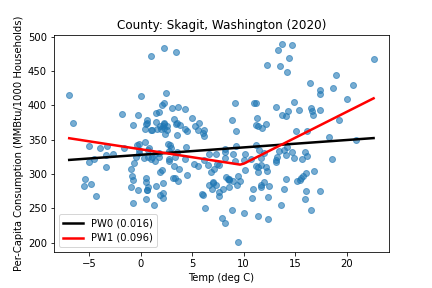 County: Skagit, Washington (2020)
Per-Capita Consumption (MMBtu/1000 Households)
500
450
400
350
300
250
200
PW0 (0.016)
PW1 (0.096)
−5
0
5
10
15
20
Temp (deg C)